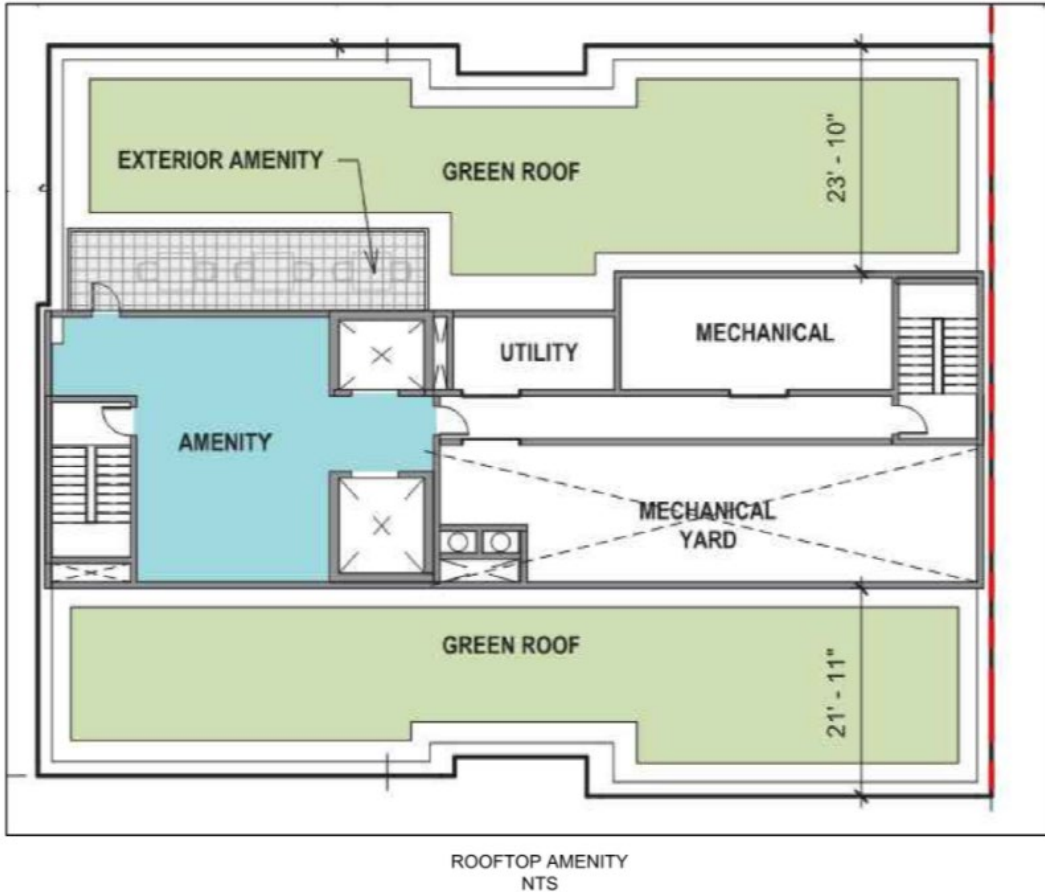 EXTERIOR AMENITY
GREEN ROOF
23' - 10"
MECHANICAL
UTILITY
AMENITY
MECHANICAL
YARD
GREEN ROOF
21' - 11"
ROOFTOP AMENITY
NTS